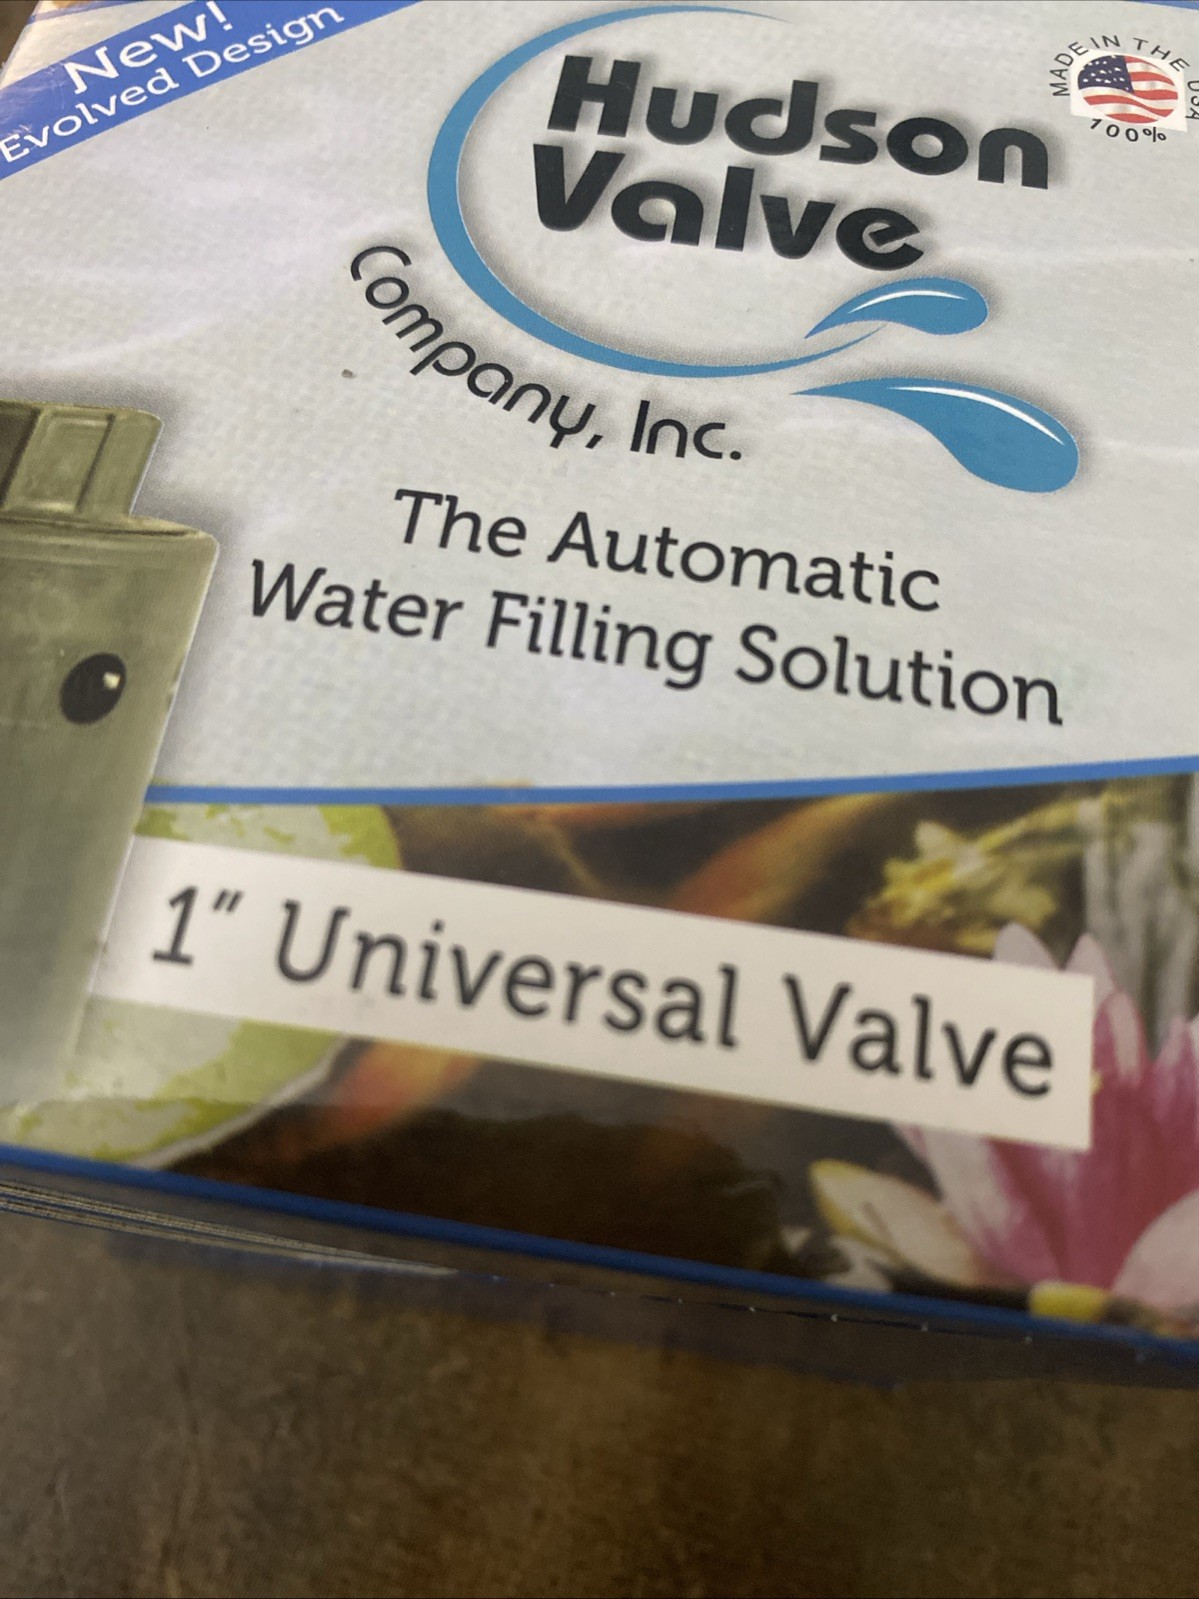 New!
Evolved Design
Hudson
Valve
Company, Inc.
MADE IN THE USA
100%
The Automatic
Water Filling Solution
1" Universal Valve